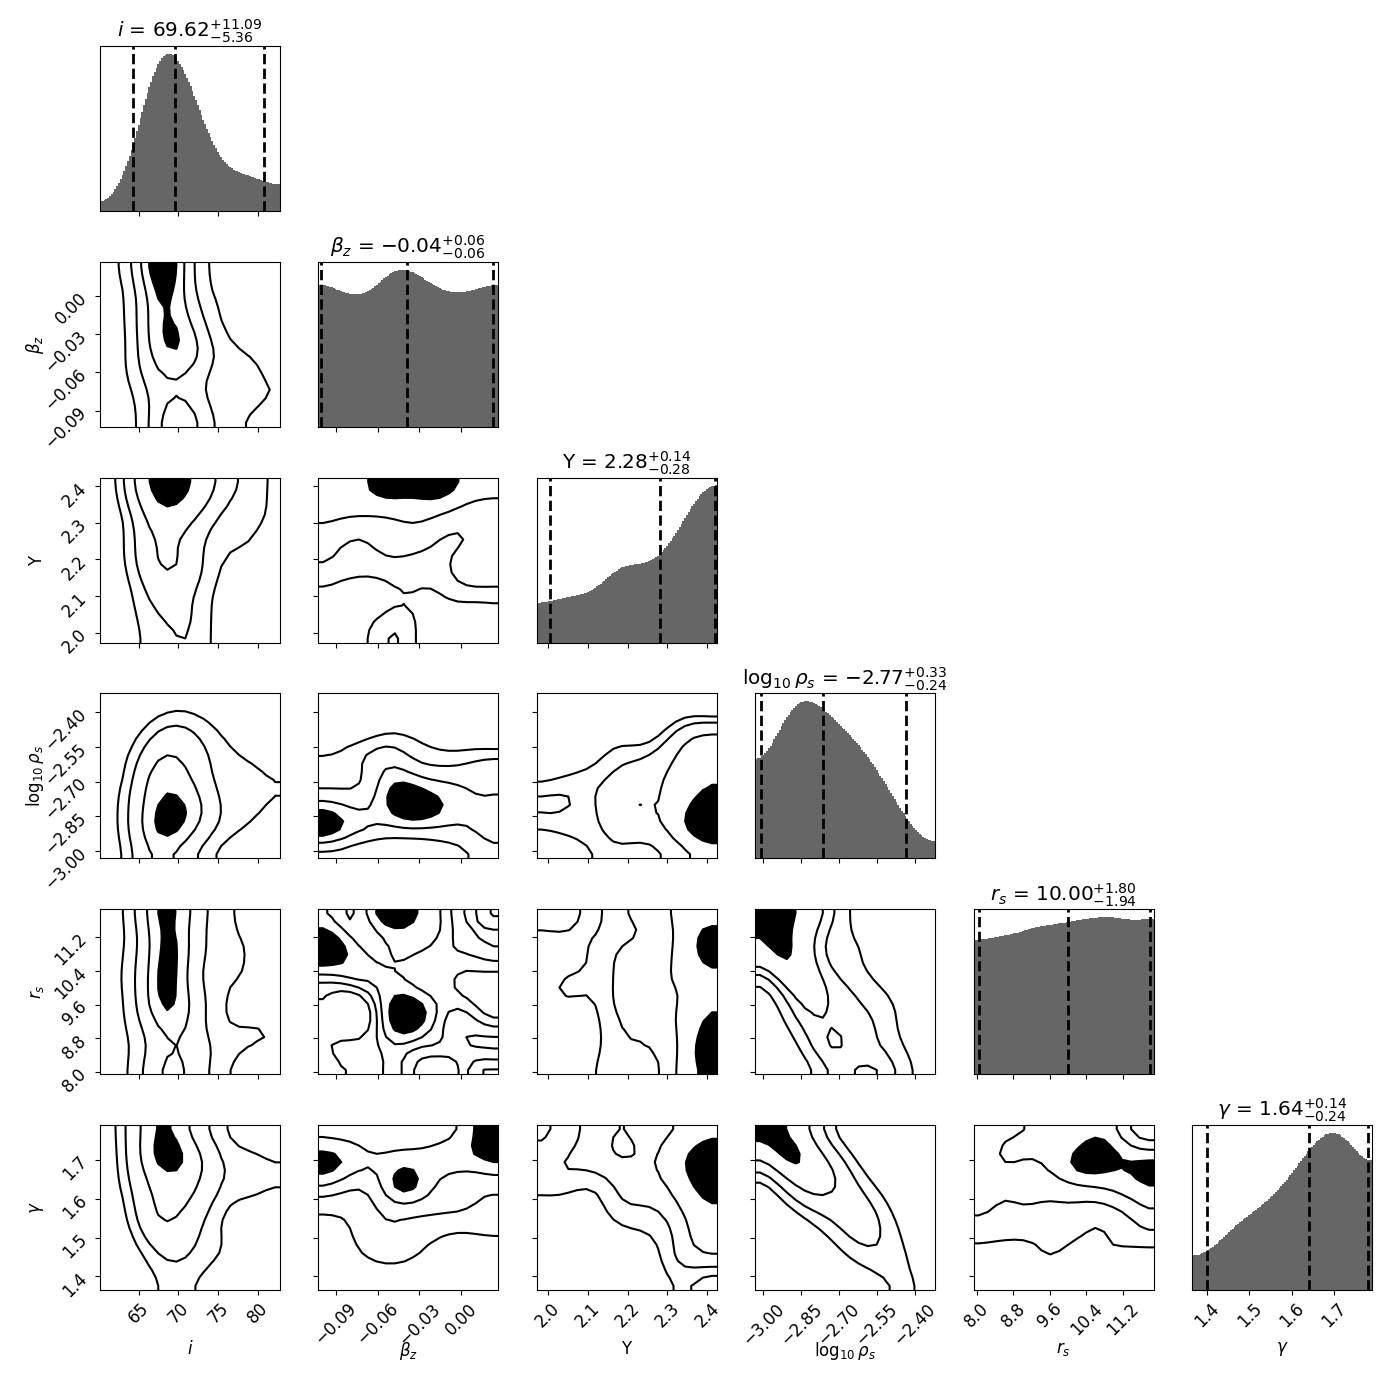 i = 69.62^{+11.09}_{-5.36}
β_z = −0.04^{+0.06}_{-0.06}
0.00
−0.03
−0.06
−0.09
β_z
Y = 2.28^{+0.14}_{-0.28}
2.4
2.3
2.2
2.1
2.0
Y
log₁₀ ρ_s = −2.77^{+0.33}_{-0.24}
−2.40
−2.55
−2.70
−2.85
−3.00
log₁₀ ρ_s
r_s = 10.00^{+1.80}_{-1.94}
11.2
10.4
9.6
8.8
8.0
r_s
γ = 1.64^{+0.14}_{-0.24}
1.7
1.6
1.5
1.4
γ
65 70 75 80
−0.09 −0.06 −0.03 0.00
2.0 2.1 2.2 2.3 2.4
−3.00 −2.85 −2.70 −2.55 −2.40
8.0 8.8 9.6 10.4 11.2
1.4 1.5 1.6 1.7
i β_z Y log₁₀ ρ_s r_s γ